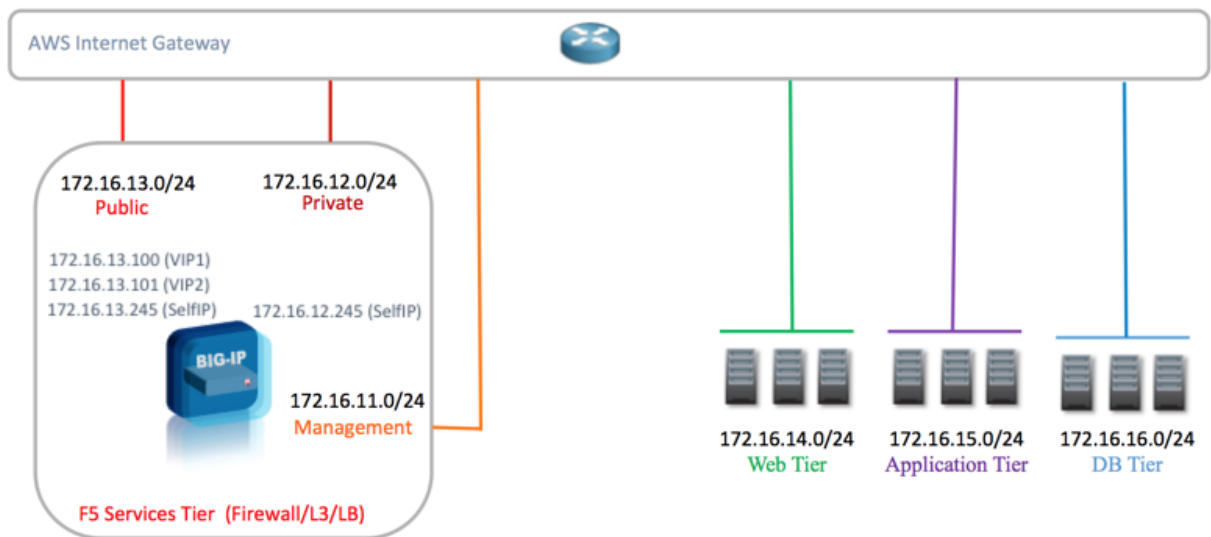 AWS Internet Gateway
172.16.13.0/24
Public
172.16.12.0/24
Private
172.16.13.100 (VIP1)
172.16.13.101 (VIP2)
172.16.13.245 (SelfIP)
172.16.12.245 (SelfIP)
BIG-IP
172.16.11.0/24
Management
F5 Services Tier (Firewall/L3/LB)
172.16.14.0/24
Web Tier
172.16.15.0/24
Application Tier
172.16.16.0/24
DB Tier